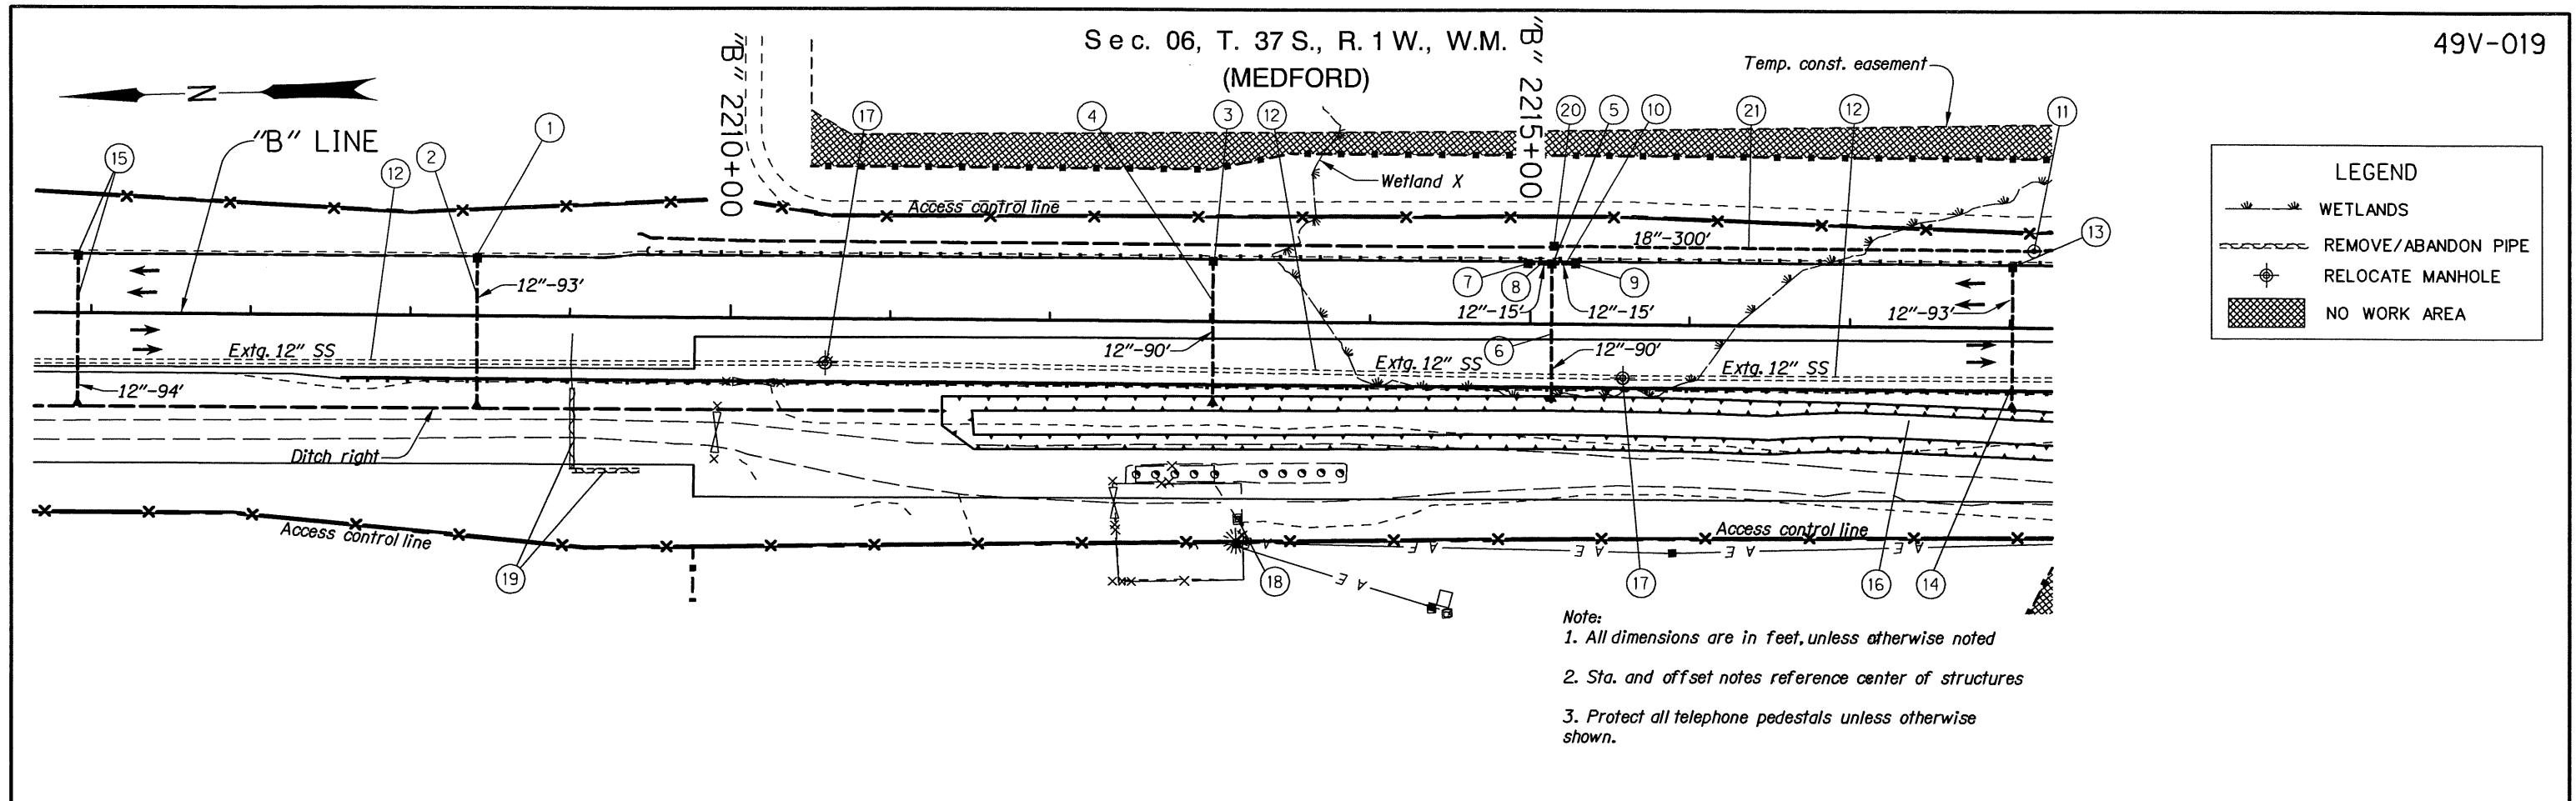 Sec. 06, T. 37 S., R. 1 W., W.M.
(MEDFORD)
49V-019
Temp. const. easement
N
"B" LINE
"B" 2210+00
"B" 2215+00
15
12
2
1
17
4
3
12
20
5
10
21
12
11
Wetland X
Access control line
18"-300'
13
7
8
9
12"-93'
12"-15'
12"-15'
12"-93'
Extg. 12" SS
12"-90'
6
12"-90'
Extg. 12" SS
Extg. 12" SS
12"-94'
Ditch right
Access control line
Access control line
A E
A E
A E
A E
A E
A E
19
18
17
16
14
LEGEND
WETLANDS
REMOVE/ABANDON PIPE
RELOCATE MANHOLE
NO WORK AREA
Note:
1. All dimensions are in feet, unless otherwise noted
2. Sta. and offset notes reference center of structures
3. Protect all telephone pedestals unless otherwise
shown.